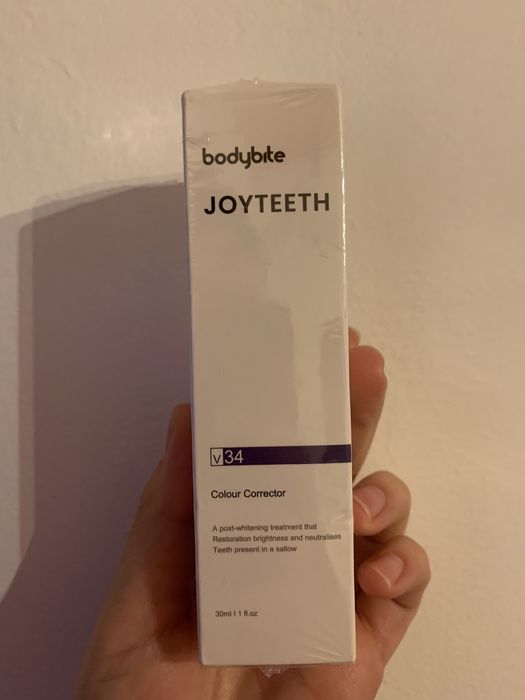 bodybite
JOYTEETH
v34
Colour Corrector
A post-whitening treatment that
Restoration brightness and neutralises
Teeth present in a sallow
30ml I 1 fl.oz